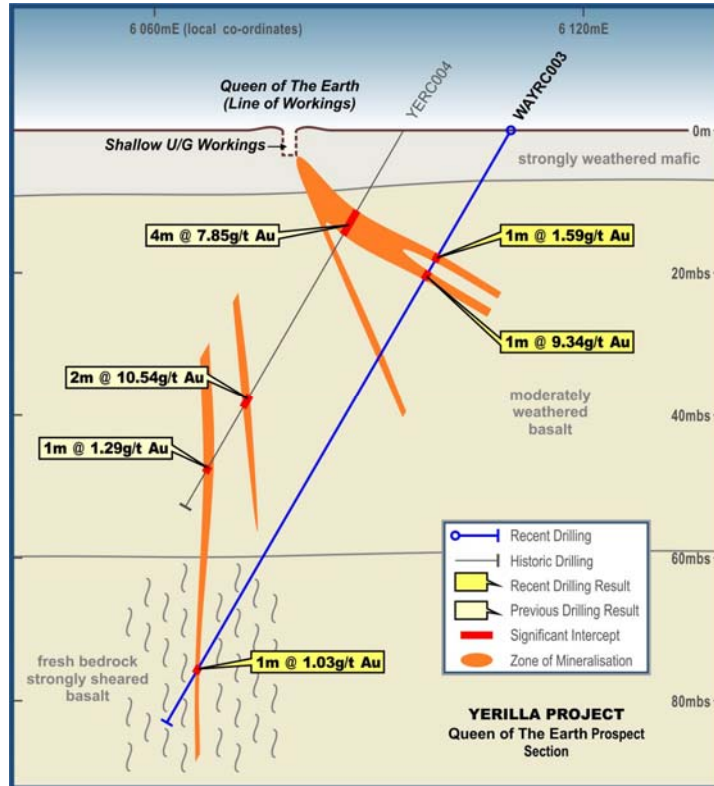 6 060mE (local co-ordinates)
6 120mE
Queen of The Earth
(Line of Workings)
YERC004
WAYRC003
0m
Shallow U/G Workings
strongly weathered mafic
4m @ 7.85g/t Au
1m @ 1.59g/t Au
20mbs
1m @ 9.34g/t Au
2m @ 10.54g/t Au
moderately
weathered
basalt
40mbs
1m @ 1.29g/t Au
60mbs
Recent Drilling
Historic Drilling
Recent Drilling Result
Previous Drilling Result
Significant Intercept
Zone of Mineralisation
fresh bedrock
strongly sheared
basalt
1m @ 1.03g/t Au
80mbs
YERILLA PROJECT
Queen of The Earth Prospect
Section